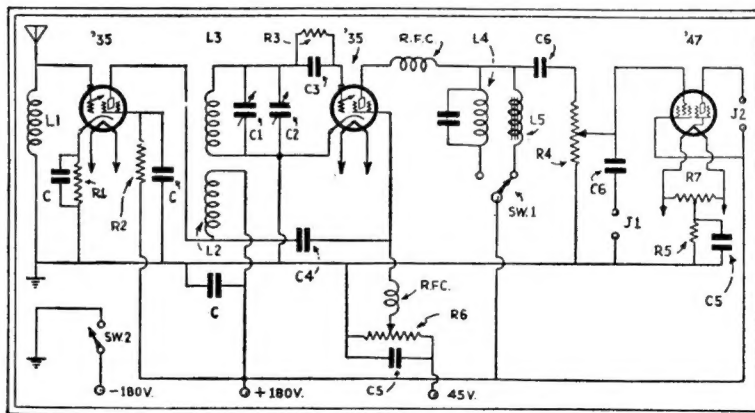 '35 L3 R3 '35 R.F.C. L4 C6 '47
L1 C3 C1 C2 L5 J2
C R1 R2 C R4 C6 R7
SW.1 J1 R5
L2 C4 C5
C R.F.C. R6
SW.2 C5
-180V. +180V. 45V.